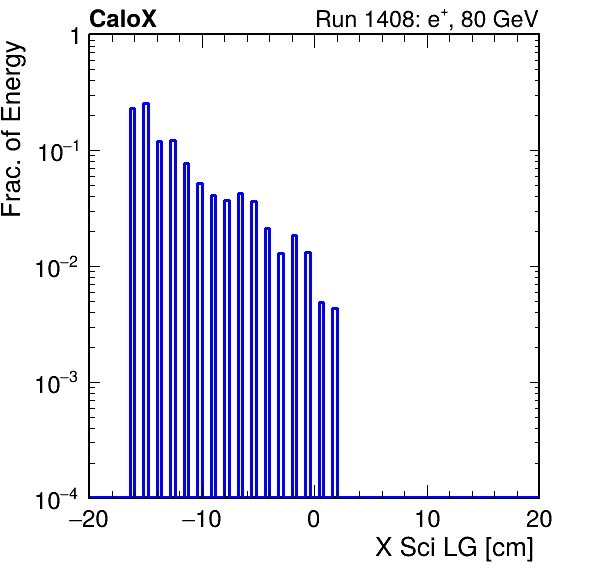 CaloX Run 1408: e⁺, 80 GeV
Frac. of Energy
1
10⁻¹
10⁻²
10⁻³
10⁻⁴
−20 −10 0 10 20
X Sci LG [cm]